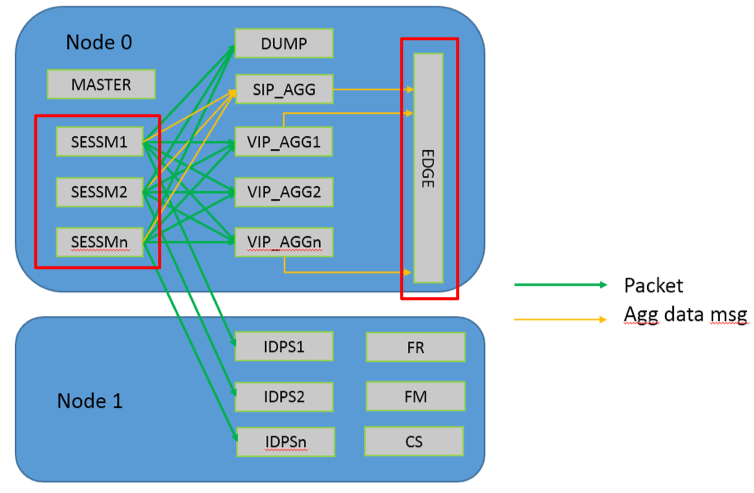 Node 0
DUMP
MASTER
SIP_AGG
SESSM1
VIP_AGG1
EDGE
SESSM2
VIP_AGG2
SESSMn
VIP_AGGn
Packet
Agg data msg
Node 1
IDPS1
FR
IDPS2
FM
IDPSn
CS